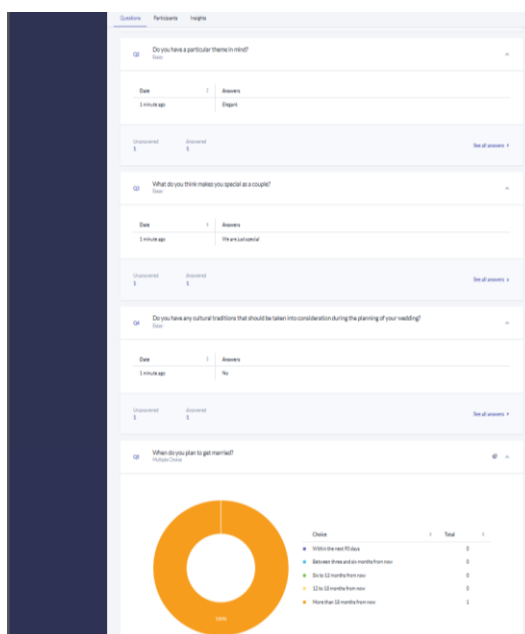 Questions Participants Insights
Q2 Do you have a particular theme in mind?
Essay
Date Answers
1 minute ago Elegant
Unanswered Answered
1 1 See all answers
Q3 What do you think makes you special as a couple?
Essay
Date Answers
1 minute ago We are just special
Unanswered Answered
1 1 See all answers
Q4 Do you have any cultural traditions that should be taken into consideration during the planning of your wedding?
Essay
Date Answers
1 minute ago No
Unanswered Answered
1 1 See all answers
Q5 When do you plan to get married?
Multiple Choice
Choice Total
Within the next 90 days 0
Between three and six months from now 0
Six to 12 months from now 0
12 to 18 months from now 0
More than 18 months from now 1
100%